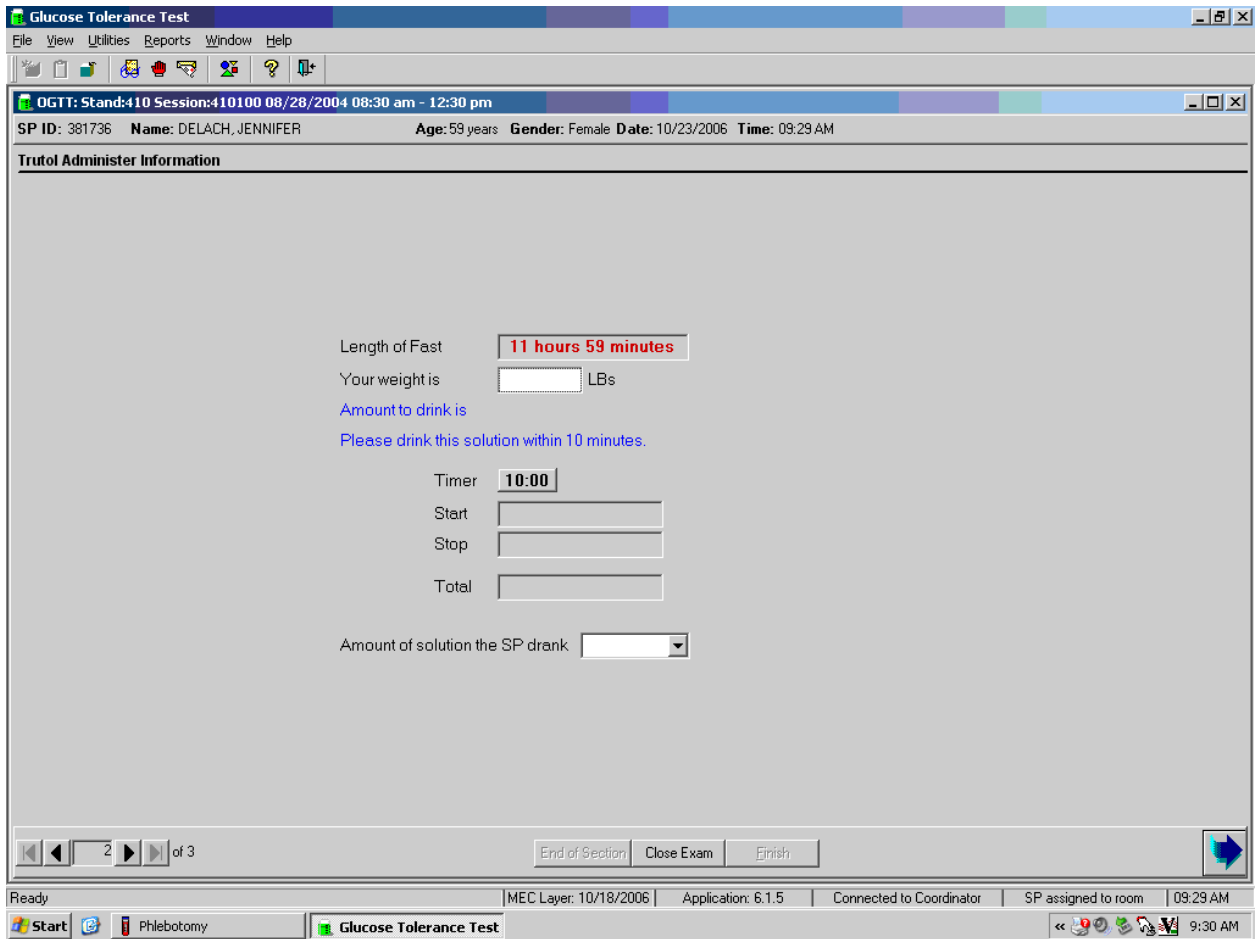 Glucose Tolerance Test
File View Utilities Reports Window Help
OGTT: Stand:410 Session:410100 08/28/2004 08:30 am - 12:30 pm
SP ID: 381736 Name: DELACH, JENNIFER Age: 59 years Gender: Female Date: 10/23/2006 Time: 09:29 AM
Trutol Administer Information
Length of Fast 11 hours 59 minutes
Your weight is LBs
Amount to drink is
Please drink this solution within 10 minutes.
Timer 10:00
Start
Stop
Total
Amount of solution the SP drank
2 of 3 End of Section Close Exam Finish
Ready MEC Layer: 10/18/2006 Application: 6.1.5 Connected to Coordinator SP assigned to room 09:29 AM
Start Phlebotomy Glucose Tolerance Test « 9:30 AM